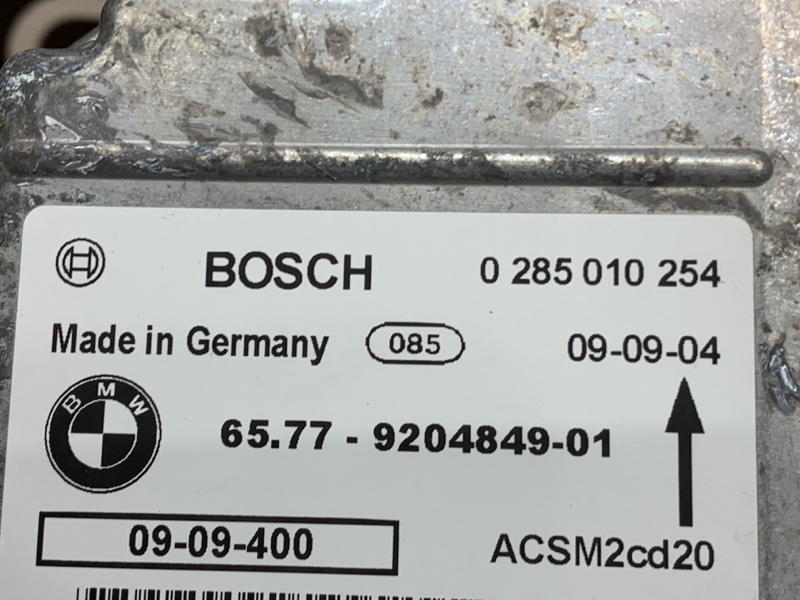 BOSCH 0 285 010 254
Made in Germany 085 09-09-04
BMW 65.77 - 9204849-01
09-09-400 ACSM2cd20